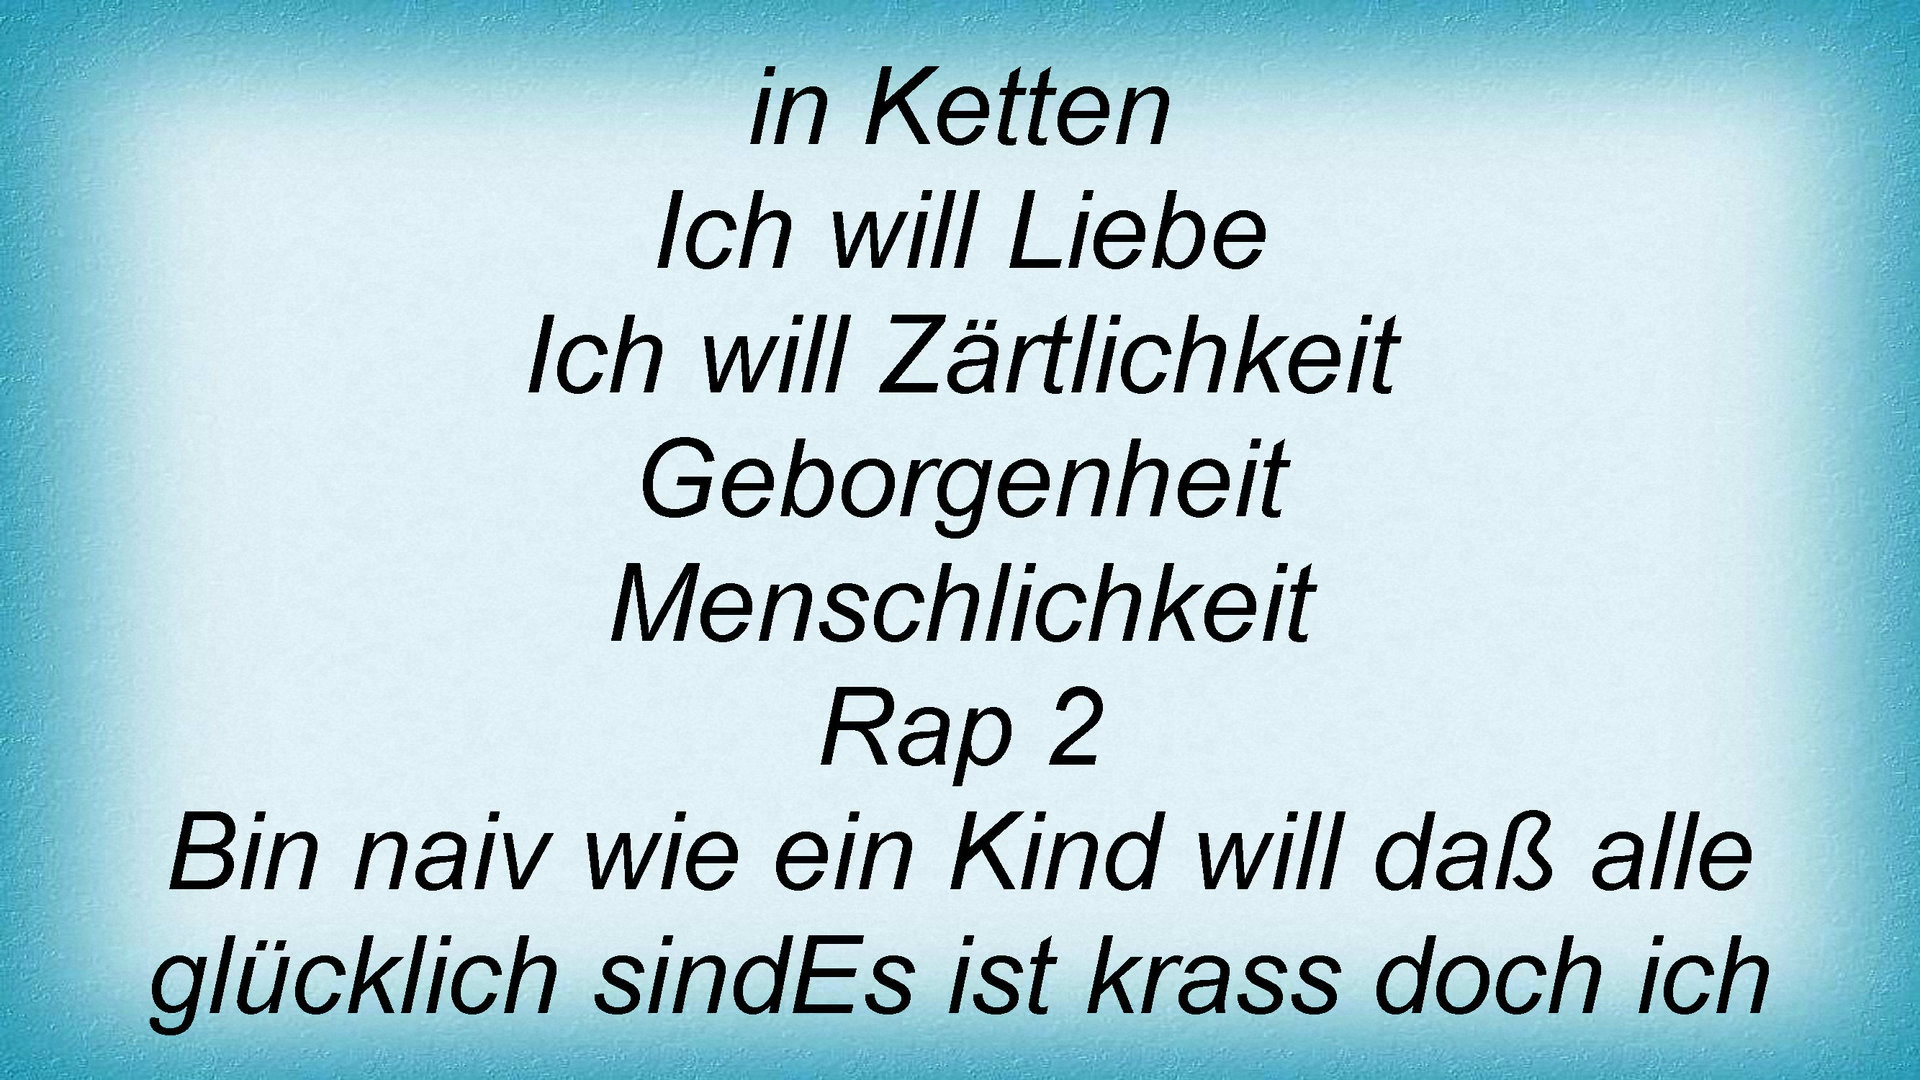 in Ketten
Ich will Liebe
Ich will Zärtlichkeit
Geborgenheit
Menschlichkeit
Rap 2
Bin naiv wie ein Kind will daß alle
glücklich sindEs ist krass doch ich